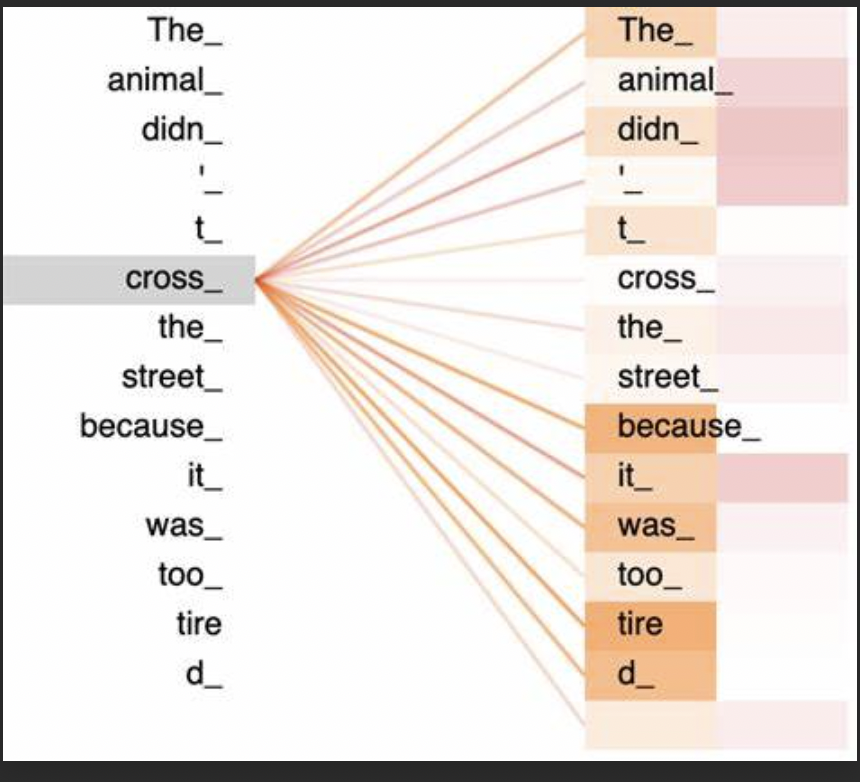 The_ The_
animal_ animal_
didn_ didn_
'_ '_
t_ t_
cross_ cross_
the_ the_
street_ street_
because_ because_
it_ it_
was_ was_
too_ too_
tire tire
d_ d_